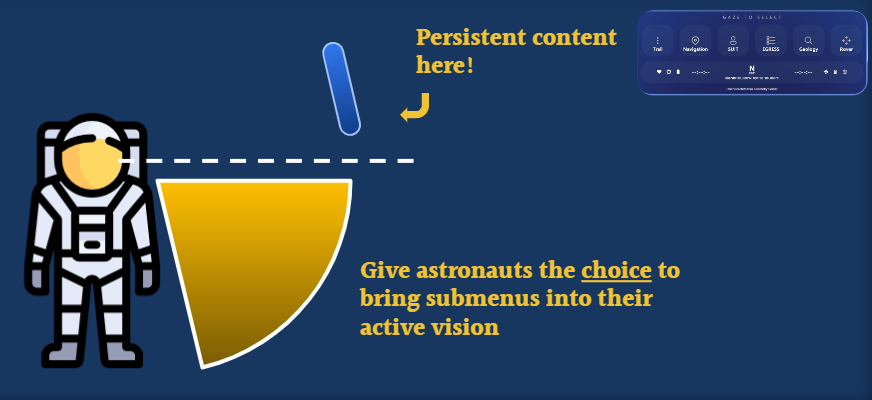 Persistent content
here!
GAZE TO SELECT
Trail Navigation SUIT EGRESS Geology Rover
--:--:-- N --:--:--
Give astronauts the choice to
bring submenus into their
active vision